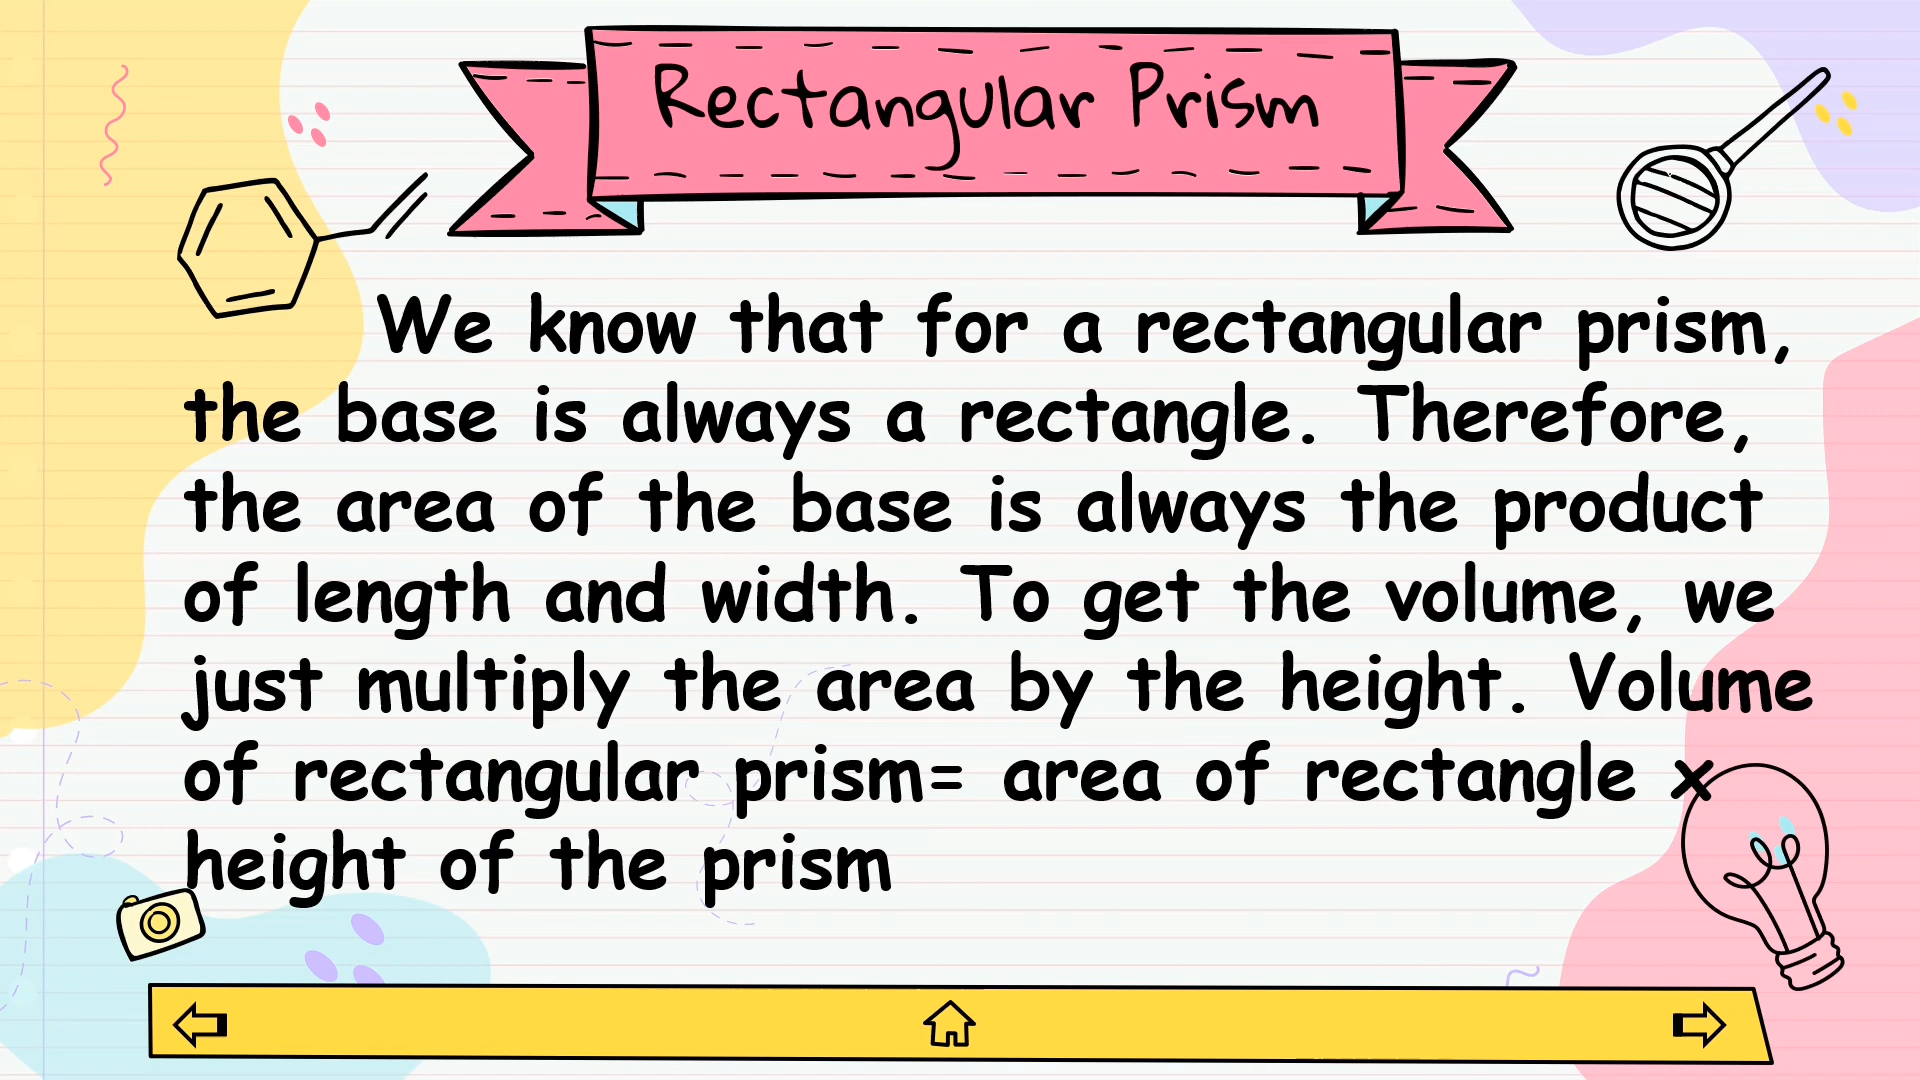 Rectangular Prism
We know that for a rectangular prism,
the base is always a rectangle. Therefore,
the area of the base is always the product
of length and width. To get the volume, we
just multiply the area by the height. Volume
of rectangular prism= area of rectangle x
height of the prism